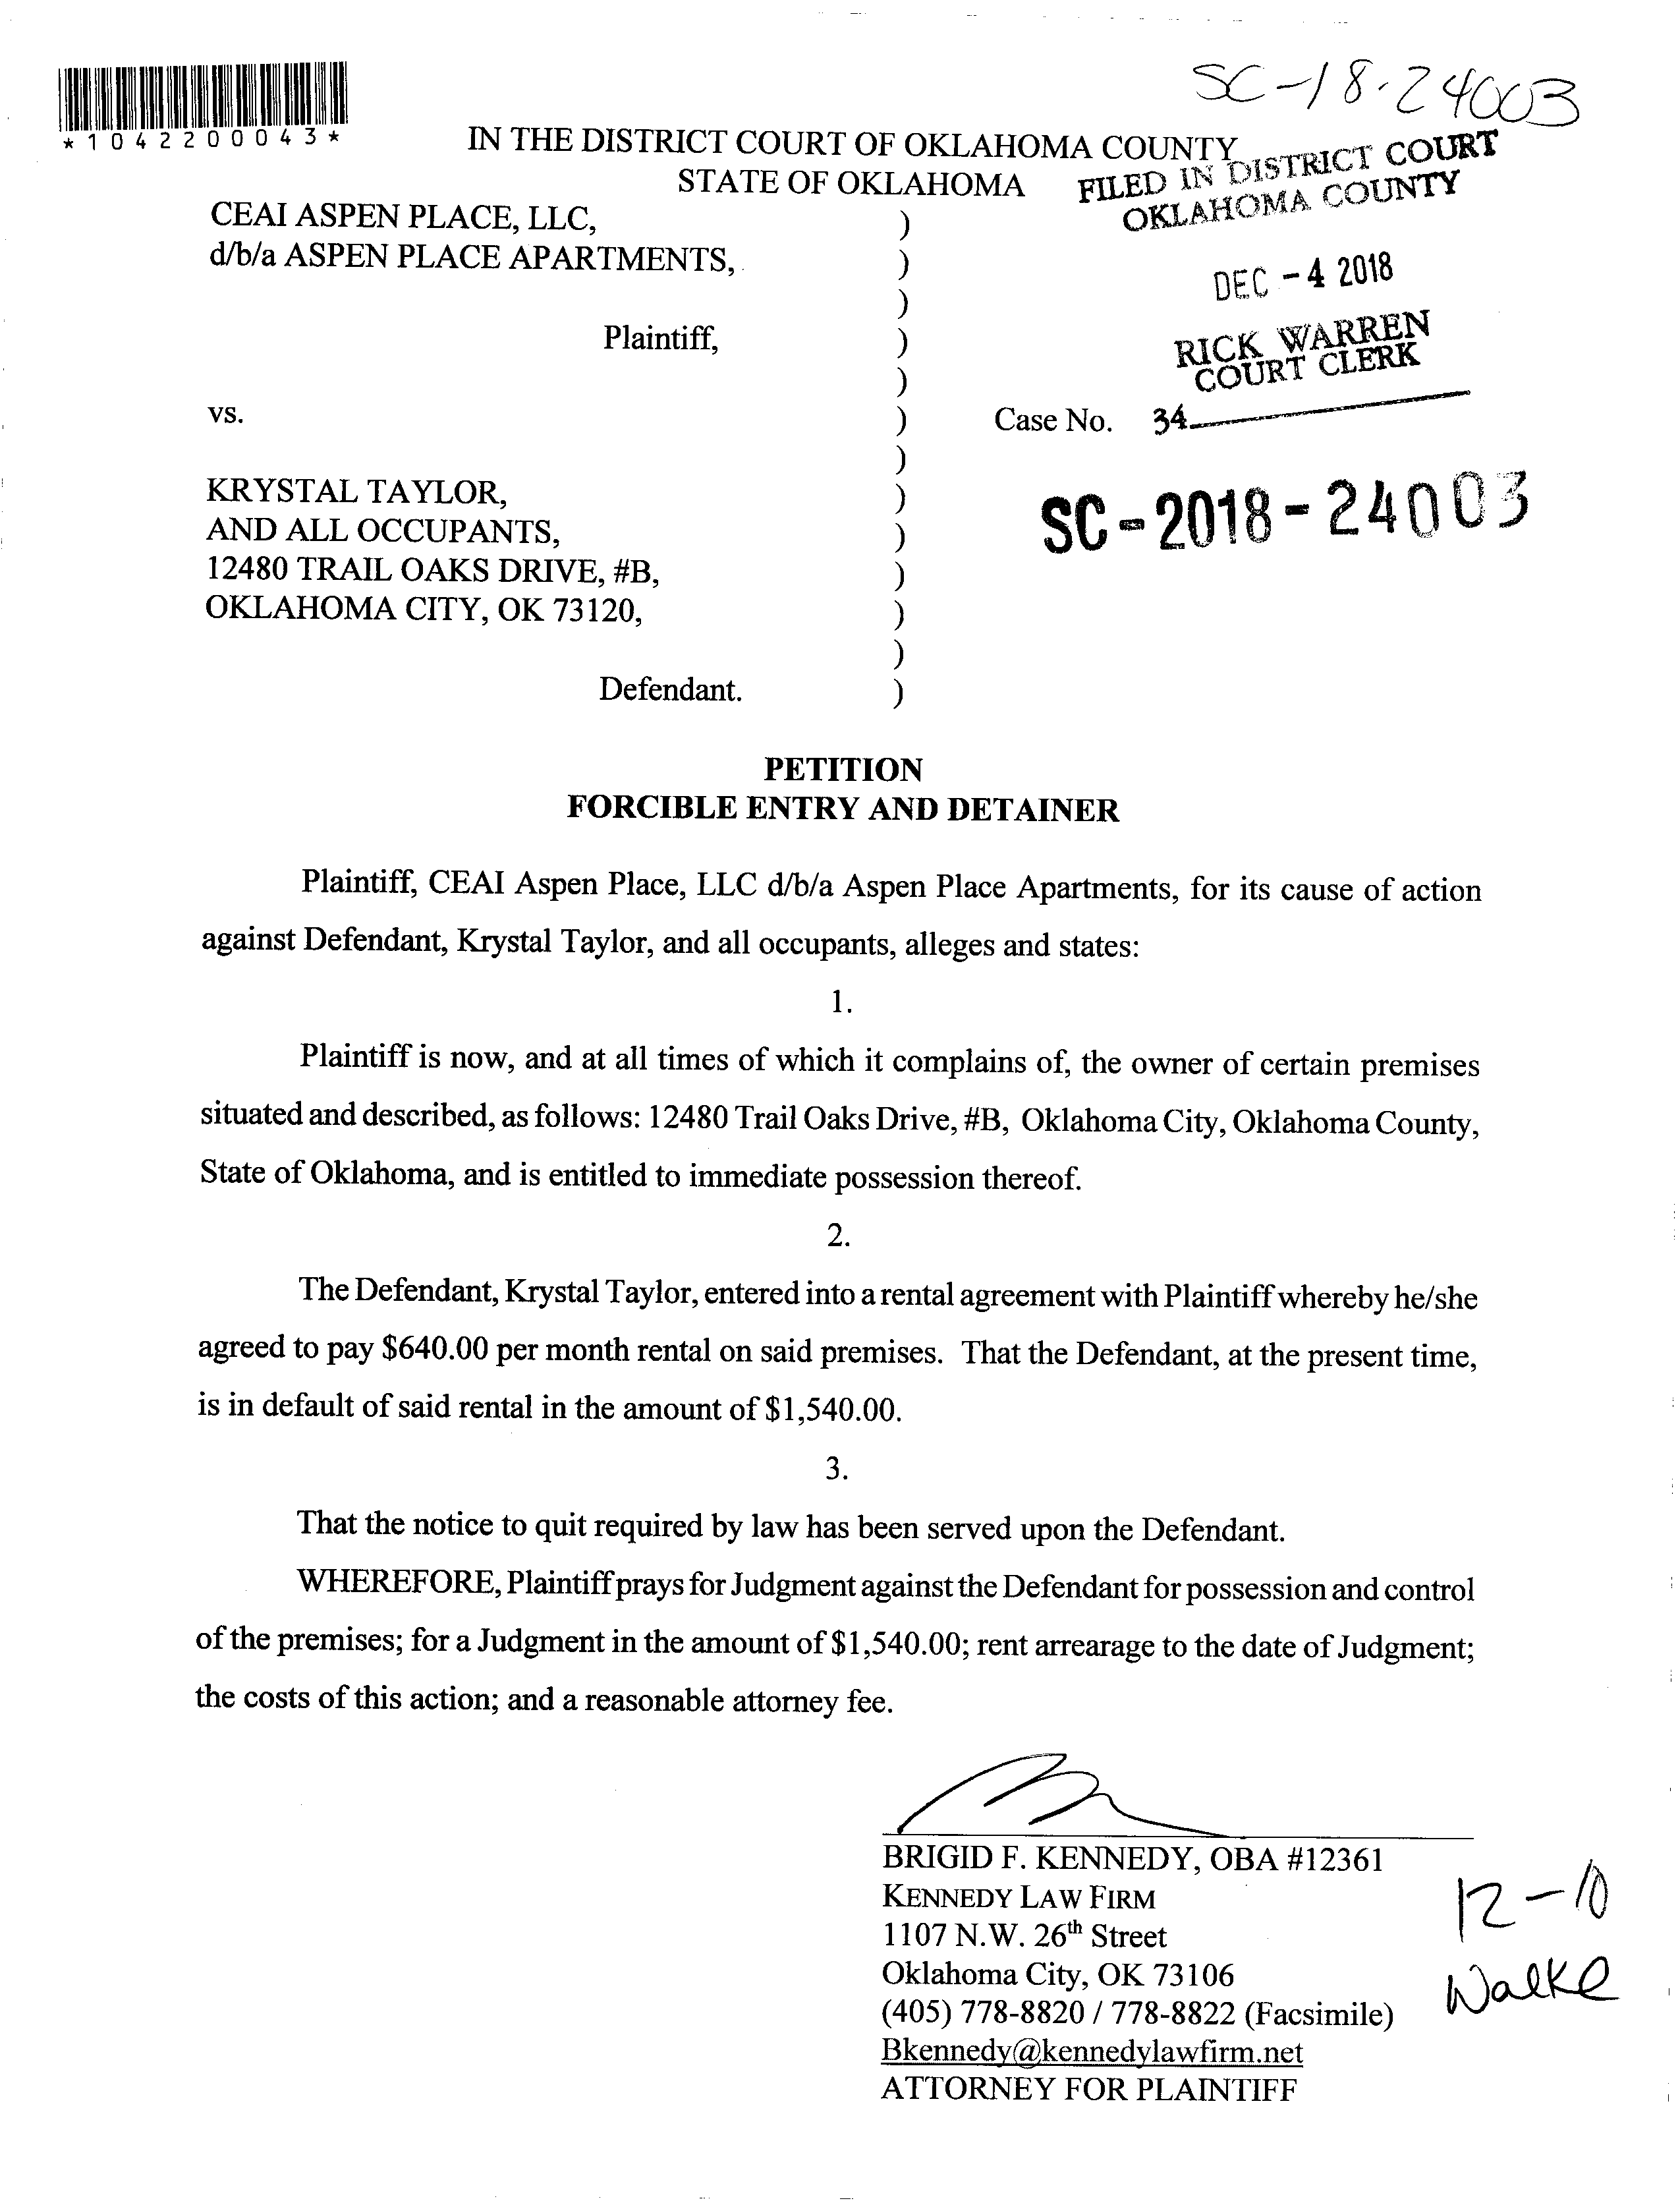 SC-18-24003
*1042200043*
IN THE DISTRICT COURT OF OKLAHOMA COUNTY
STATE OF OKLAHOMA
FILED IN DISTRICT COURT
OKLAHOMA COUNTY
CEAI ASPEN PLACE, LLC, )
d/b/a ASPEN PLACE APARTMENTS, )
DEC - 4 2018
)
Plaintiff, )
RICK WARREN
COURT CLERK
)
vs. ) Case No. 34
)
KRYSTAL TAYLOR, )
SC-2018-24003
AND ALL OCCUPANTS, )
12480 TRAIL OAKS DRIVE, #B, )
OKLAHOMA CITY, OK 73120, )
)
Defendant. )
PETITION
FORCIBLE ENTRY AND DETAINER
Plaintiff, CEAI Aspen Place, LLC d/b/a Aspen Place Apartments, for its cause of action
against Defendant, Krystal Taylor, and all occupants, alleges and states:
1.
Plaintiff is now, and at all times of which it complains of, the owner of certain premises
situated and described, as follows: 12480 Trail Oaks Drive, #B, Oklahoma City, Oklahoma County,
State of Oklahoma, and is entitled to immediate possession thereof.
2.
The Defendant, Krystal Taylor, entered into a rental agreement with Plaintiff whereby he/she
agreed to pay $640.00 per month rental on said premises. That the Defendant, at the present time,
is in default of said rental in the amount of $1,540.00.
3.
That the notice to quit required by law has been served upon the Defendant.
WHEREFORE, Plaintiff prays for Judgment against the Defendant for possession and control
of the premises; for a Judgment in the amount of $1,540.00; rent arrearage to the date of Judgment;
the costs of this action; and a reasonable attorney fee.
BRIGID F. KENNEDY, OBA #12361
KENNEDY LAW FIRM
1107 N.W. 26th Street
Oklahoma City, OK 73106
(405) 778-8820 / 778-8822 (Facsimile)
Bkennedy@kennedylawfirm.net
ATTORNEY FOR PLAINTIFF
12-10
Walke